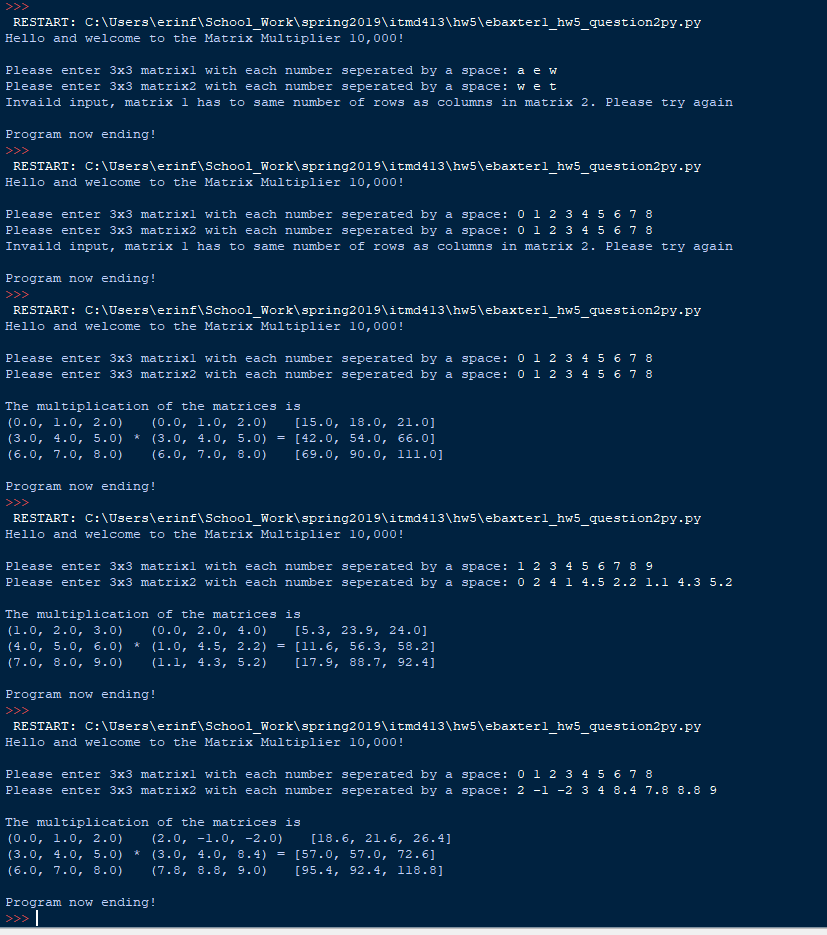 >>>
 RESTART: C:\Users\erinf\School_Work\spring2019\itmd413\hw5\ebaxter1_hw5_question2py.py
Hello and welcome to the Matrix Multiplier 10,000!

Please enter 3x3 matrix1 with each number seperated by a space: a e w
Please enter 3x3 matrix2 with each number seperated by a space: w e t
Invaild input, matrix 1 has to same number of rows as columns in matrix 2. Please try again

Program now ending!
>>>
 RESTART: C:\Users\erinf\School_Work\spring2019\itmd413\hw5\ebaxter1_hw5_question2py.py
Hello and welcome to the Matrix Multiplier 10,000!

Please enter 3x3 matrix1 with each number seperated by a space: 0 1 2 3 4 5 6 7 8
Please enter 3x3 matrix2 with each number seperated by a space: 0 1 2 3 4 5 6 7 8
Invaild input, matrix 1 has to same number of rows as columns in matrix 2. Please try again

Program now ending!
>>>
 RESTART: C:\Users\erinf\School_Work\spring2019\itmd413\hw5\ebaxter1_hw5_question2py.py
Hello and welcome to the Matrix Multiplier 10,000!

Please enter 3x3 matrix1 with each number seperated by a space: 0 1 2 3 4 5 6 7 8
Please enter 3x3 matrix2 with each number seperated by a space: 0 1 2 3 4 5 6 7 8

The multiplication of the matrices is
(0.0, 1.0, 2.0)   (0.0, 1.0, 2.0)   [15.0, 18.0, 21.0]
(3.0, 4.0, 5.0) * (3.0, 4.0, 5.0) = [42.0, 54.0, 66.0]
(6.0, 7.0, 8.0)   (6.0, 7.0, 8.0)   [69.0, 90.0, 111.0]

Program now ending!
>>>
 RESTART: C:\Users\erinf\School_Work\spring2019\itmd413\hw5\ebaxter1_hw5_question2py.py
Hello and welcome to the Matrix Multiplier 10,000!

Please enter 3x3 matrix1 with each number seperated by a space: 1 2 3 4 5 6 7 8 9
Please enter 3x3 matrix2 with each number seperated by a space: 0 2 4 1 4.5 2.2 1.1 4.3 5.2

The multiplication of the matrices is
(1.0, 2.0, 3.0)   (0.0, 2.0, 4.0)   [5.3, 23.9, 24.0]
(4.0, 5.0, 6.0) * (1.0, 4.5, 2.2) = [11.6, 56.3, 58.2]
(7.0, 8.0, 9.0)   (1.1, 4.3, 5.2)   [17.9, 88.7, 92.4]

Program now ending!
>>>
 RESTART: C:\Users\erinf\School_Work\spring2019\itmd413\hw5\ebaxter1_hw5_question2py.py
Hello and welcome to the Matrix Multiplier 10,000!

Please enter 3x3 matrix1 with each number seperated by a space: 0 1 2 3 4 5 6 7 8
Please enter 3x3 matrix2 with each number seperated by a space: 2 -1 -2 3 4 8.4 7.8 8.8 9

The multiplication of the matrices is
(0.0, 1.0, 2.0)   (2.0, -1.0, -2.0)   [18.6, 21.6, 26.4]
(3.0, 4.0, 5.0) * (3.0, 4.0, 8.4) = [57.0, 57.0, 72.6]
(6.0, 7.0, 8.0)   (7.8, 8.8, 9.0)   [95.4, 92.4, 118.8]

Program now ending!
>>>